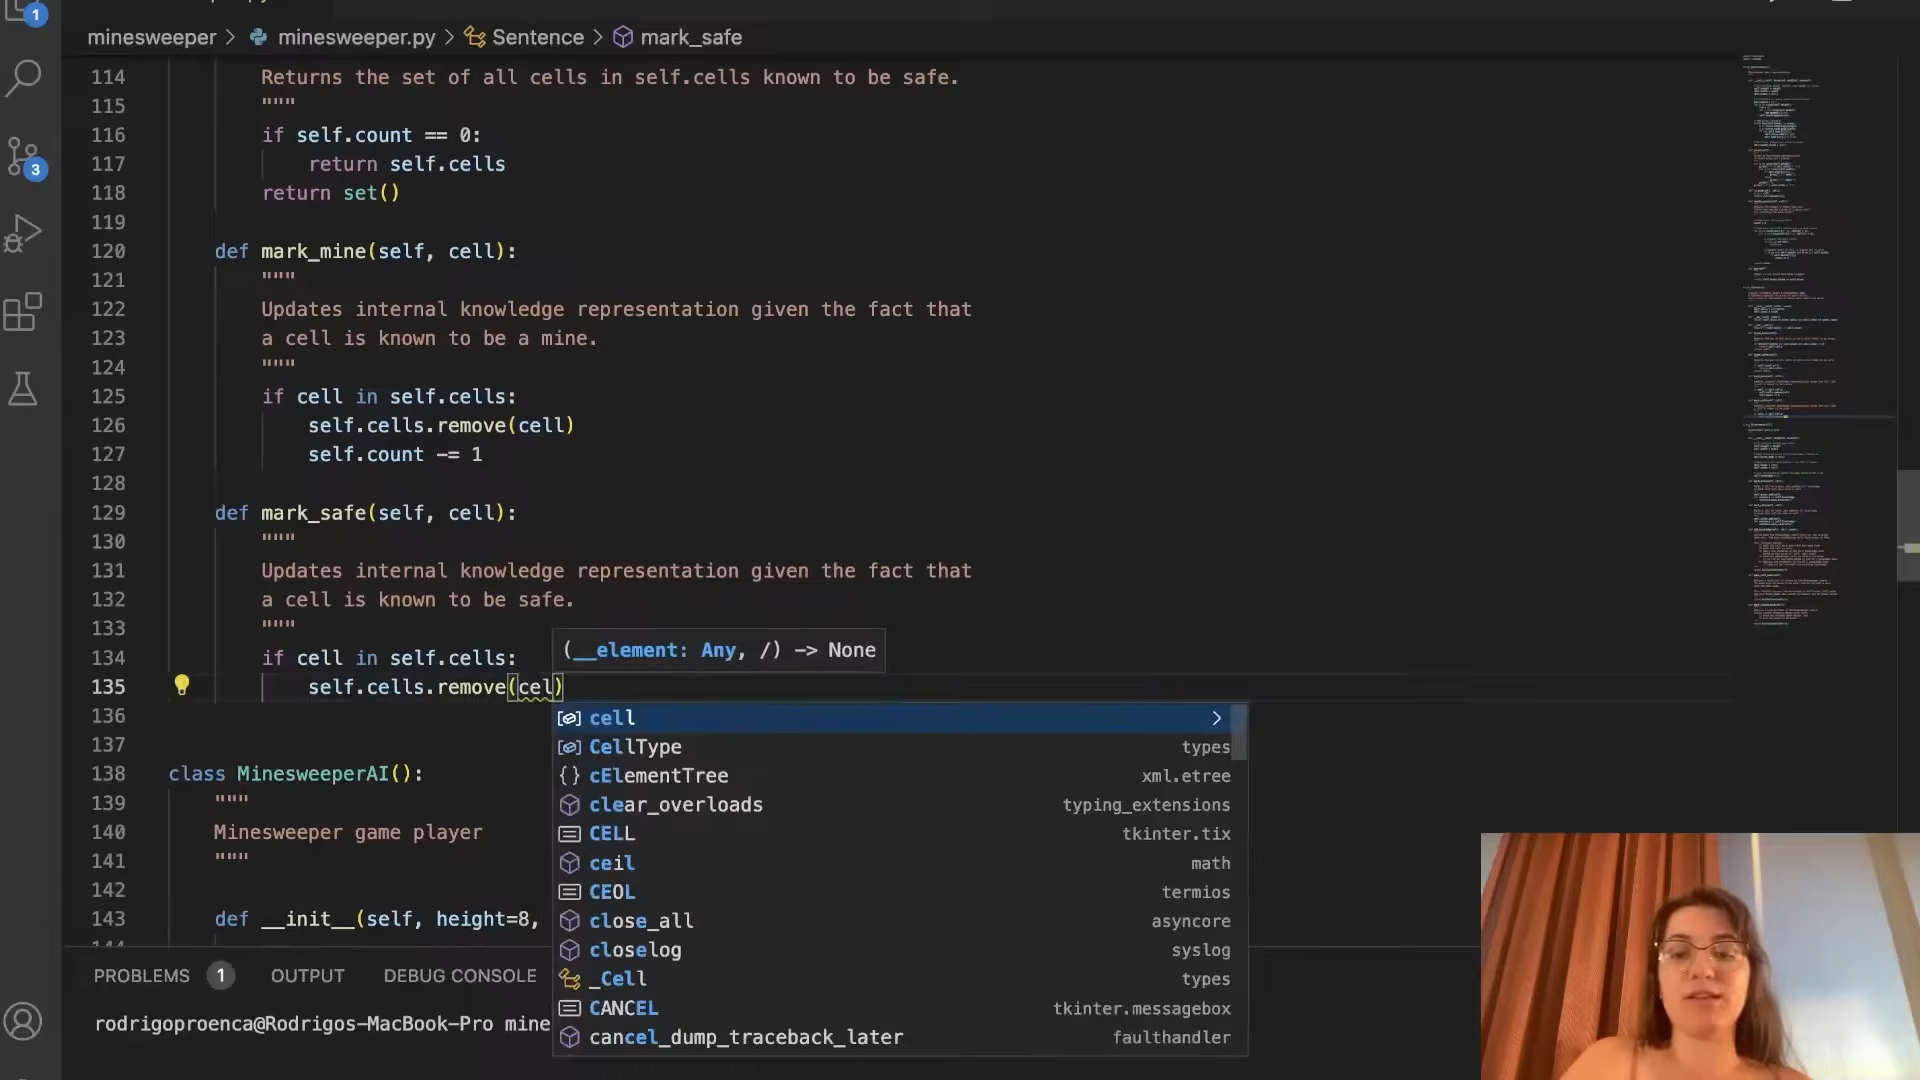 1
minesweeper > minesweeper.py > Sentence > mark_safe
114 Returns the set of all cells in self.cells known to be safe.
115 """
116 if self.count == 0:
117 return self.cells
118 return set()
119
120 def mark_mine(self, cell):
121 """
122 Updates internal knowledge representation given the fact that
123 a cell is known to be a mine.
124 """
125 if cell in self.cells:
126 self.cells.remove(cell)
127 self.count -= 1
128
129 def mark_safe(self, cell):
130 """
131 Updates internal knowledge representation given the fact that
132 a cell is known to be safe.
133 """
(__element: Any, /) -> None
134 if cell in self.cells:
135 self.cells.remove(cel)
136
137
138 class MinesweeperAI():
139 """
140 Minesweeper game player
141 """
142
143 def __init__(self, height=8,
3
cell >
CellType types
cElementTree xml.etree
clear_overloads typing_extensions
CELL tkinter.tix
ceil math
CEOL termios
close_all asyncore
closelog syslog
_Cell types
CANCEL tkinter.messagebox
cancel_dump_traceback_later faulthandler
PROBLEMS 1 OUTPUT DEBUG CONSOLE
rodrigoproenca@Rodrigos-MacBook-Pro mine